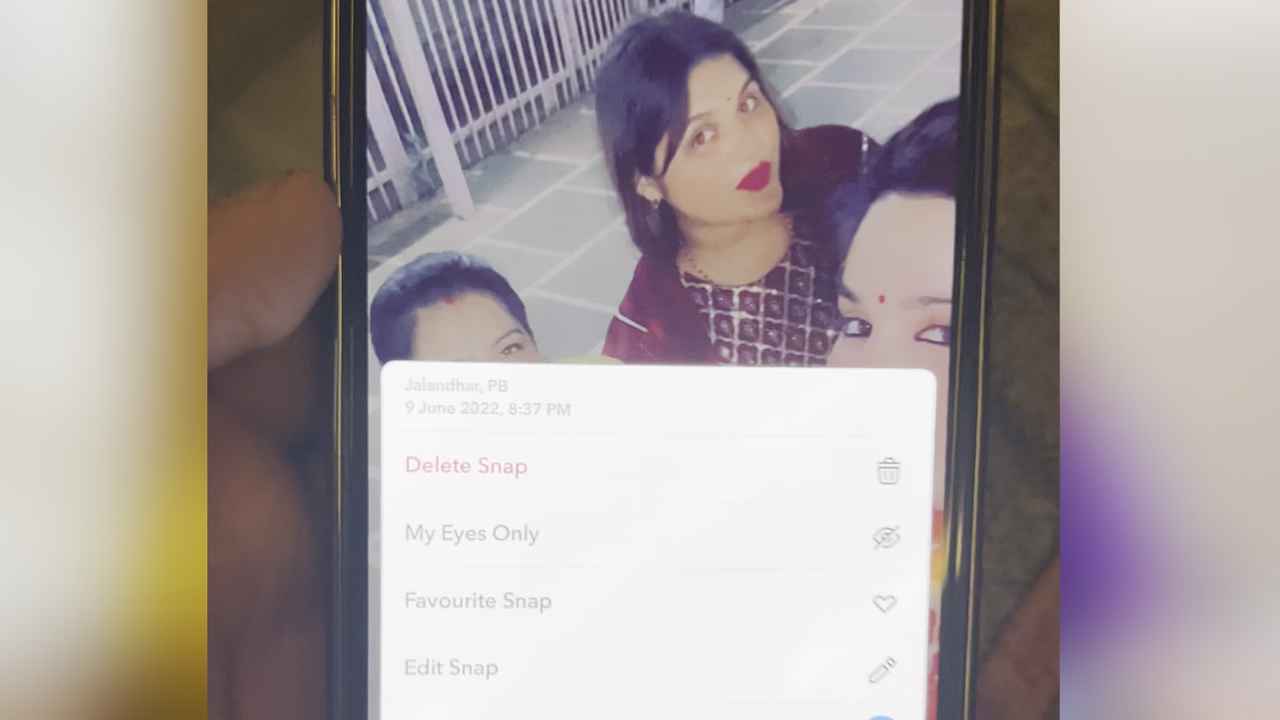 Jalandhar, PB
9 June 2022, 8:37 PM
Delete Snap
My Eyes Only
Favourite Snap
Edit Snap